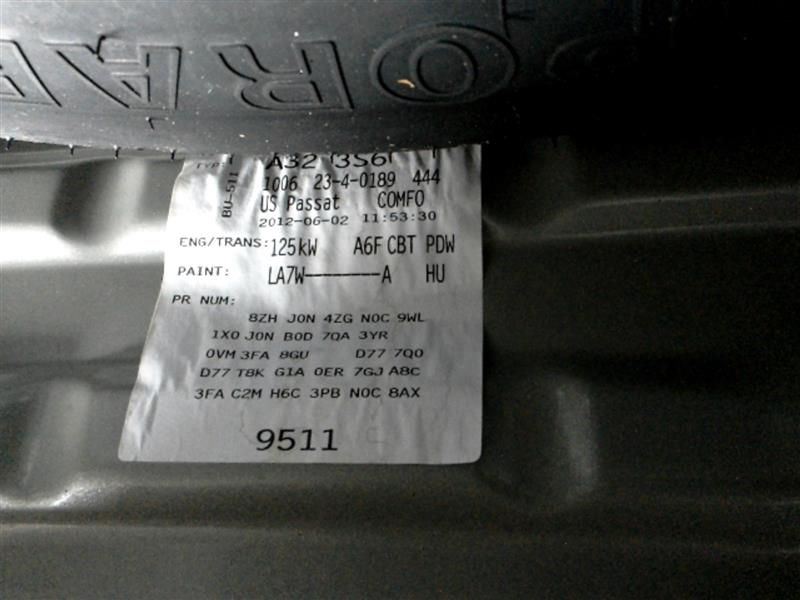 TYPE: A32 3S6
BU-511
1006 23-4-0189 444
US Passat COMFO
2012-06-02 11:53:30
ENG/TRANS: 125kW A6F CBT PDW
PAINT: LA7W--------A HU
PR NUM:
8ZH J0N 4ZG N0C 9WL
1X0 J0N B0D 7QA 3YR
0VM 3FA 8GU D77 7Q0
D77 T8K G1A 0ER 7GJ A8C
3FA C2M H6C 3PB N0C 8AX
9511